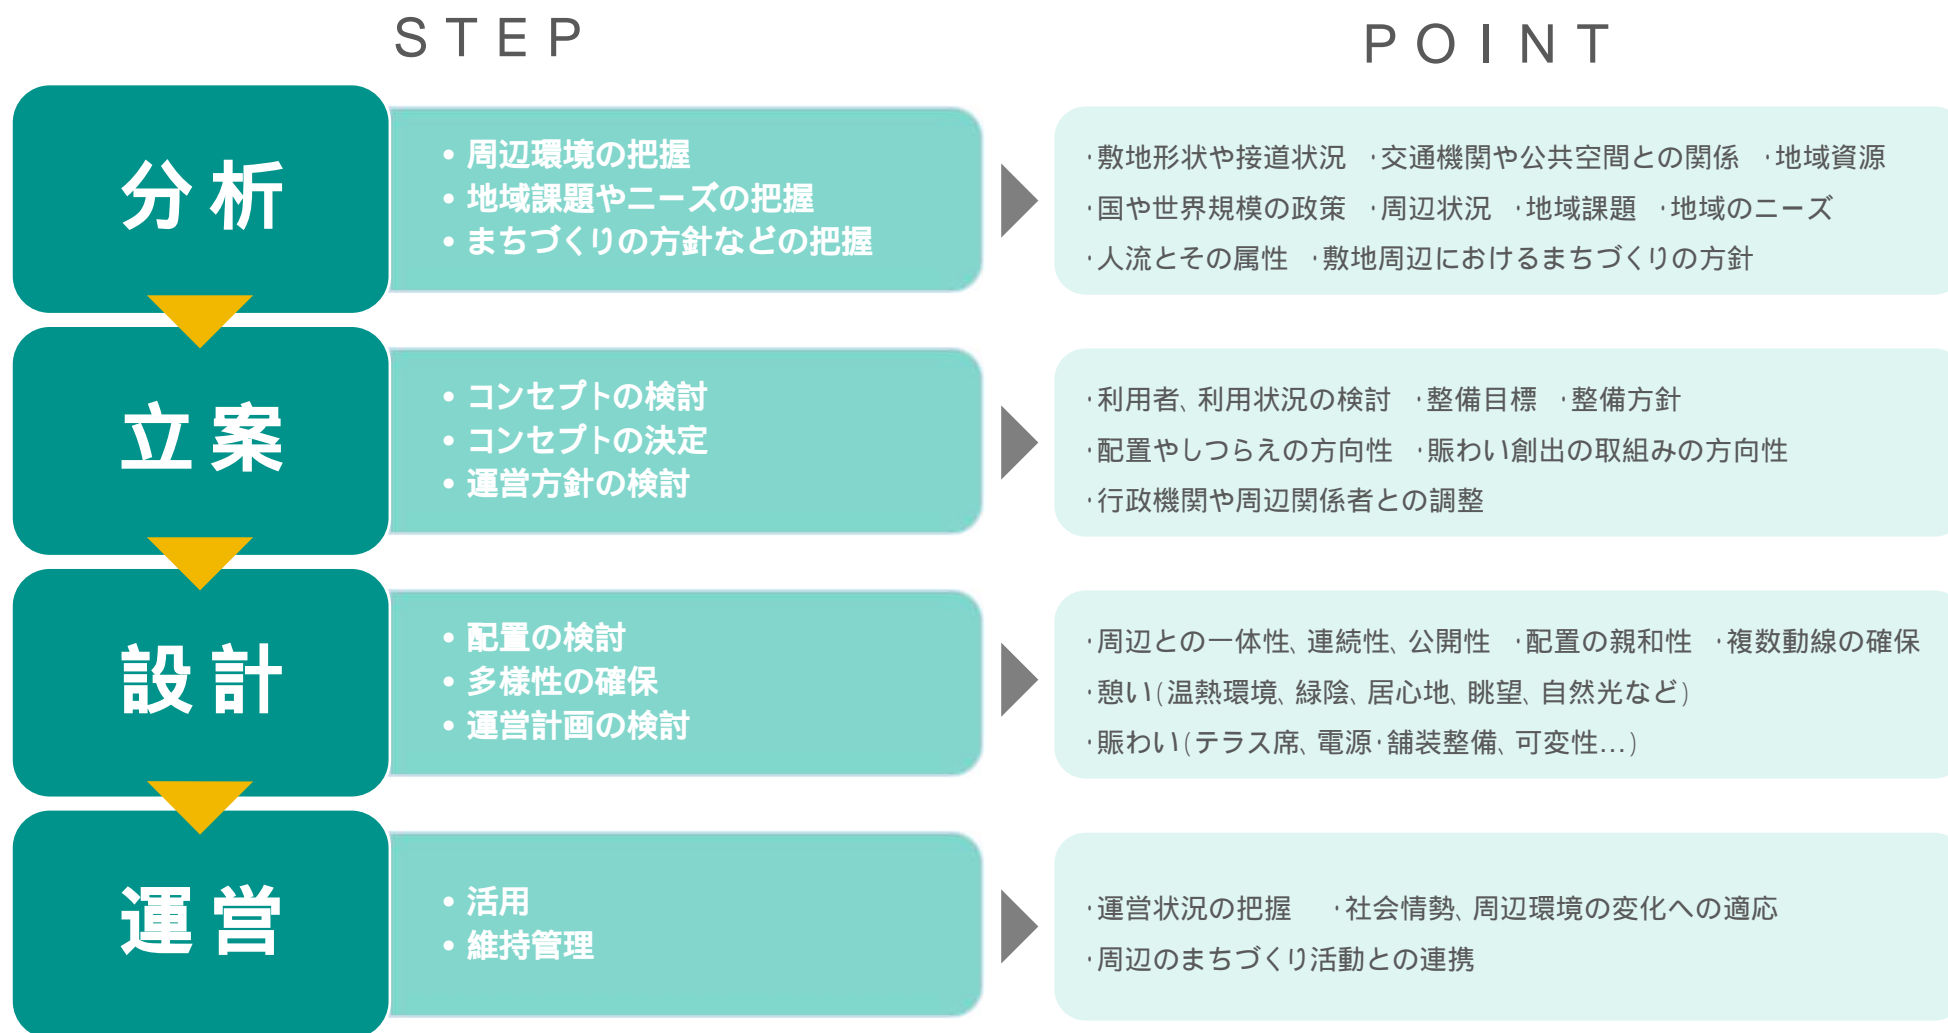 STEP
POINT
分析
• 周辺環境の把握
• 地域課題やニーズの把握
• まちづくりの方針などの把握
・敷地形状や接道状況 ・交通機関や公共空間との関係 ・地域資源
・国や世界規模の政策 ・周辺状況 ・地域課題 ・地域のニーズ
・人流とその属性 ・敷地周辺におけるまちづくりの方針
立案
• コンセプトの検討
• コンセプトの決定
• 運営方針の検討
・利用者、利用状況の検討 ・整備目標 ・整備方針
・配置やしつらえの方向性 ・賑わい創出の取組みの方向性
・行政機関や周辺関係者との調整
設計
• 配置の検討
• 多様性の確保
• 運営計画の検討
・周辺との一体性、連続性、公開性 ・配置の親和性 ・複数動線の確保
・憩い(温熱環境、緑陰、居心地、眺望、自然光など)
・賑わい(テラス席、電源・舗装整備、可変性…)
運営
• 活用
• 維持管理
・運営状況の把握 ・社会情勢、周辺環境の変化への適応
・周辺のまちづくり活動との連携